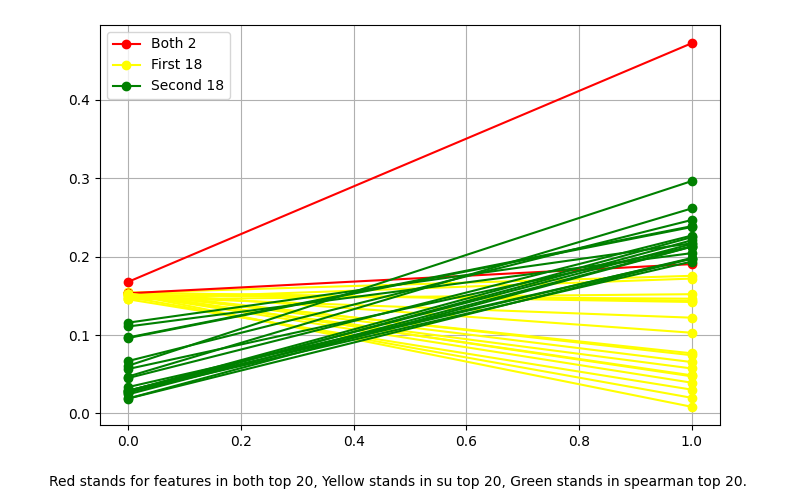 Both 2
First 18
Second 18
0.4
0.3
0.2
0.1
0.0
0.0 0.2 0.4 0.6 0.8 1.0
Red stands for features in both top 20, Yellow stands in su top 20, Green stands in spearman top 20.